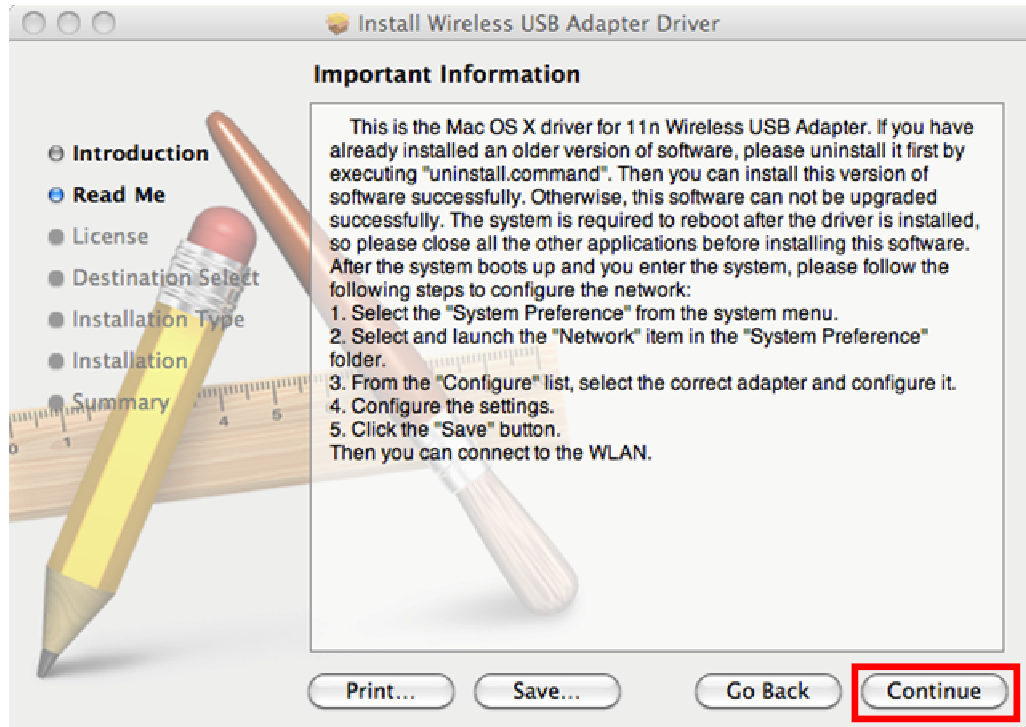 Install Wireless USB Adapter Driver
Important Information
Introduction
Read Me
License
Destination Select
Installation Type
Installation
Summary
This is the Mac OS X driver for 11n Wireless USB Adapter. If you have
already installed an older version of software, please uninstall it first by
executing "uninstall.command". Then you can install this version of
software successfully. Otherwise, this software can not be upgraded
successfully. The system is required to reboot after the driver is installed,
so please close all the other applications before installing this software.
After the system boots up and you enter the system, please follow the
following steps to configure the network:
1. Select the "System Preference" from the system menu.
2. Select and launch the "Network" item in the "System Preference"
folder.
3. From the "Configure" list, select the correct adapter and configure it.
4. Configure the settings.
5. Click the "Save" button.
Then you can connect to the WLAN.
0 1 4 5
Print... Save... Go Back Continue